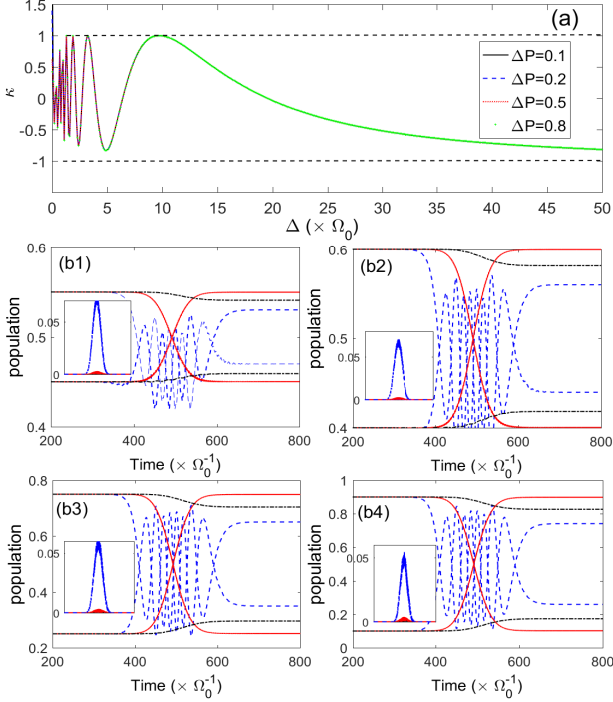 (a)
1.5
1
0.5
0
-0.5
-1
κ
ΔP=0.1
ΔP=0.2
ΔP=0.5
ΔP=0.8
0 5 10 15 20 25 30 35 40 45 50
Δ (× Ω₀)
(b1)
0.6
0.5
0.4
population
0.05
0
200 400 600 800
Time (× Ω₀⁻¹)
(b2)
0.6
0.5
0.4
population
0.05
0
200 400 600 800
Time (× Ω₀⁻¹)
(b3)
0.8
0.6
0.4
0.2
population
0.05
0
200 400 600 800
Time (× Ω₀⁻¹)
(b4)
1
0.8
0.6
0.4
0.2
0
population
0.05
0
200 400 600 800
Time (× Ω₀⁻¹)